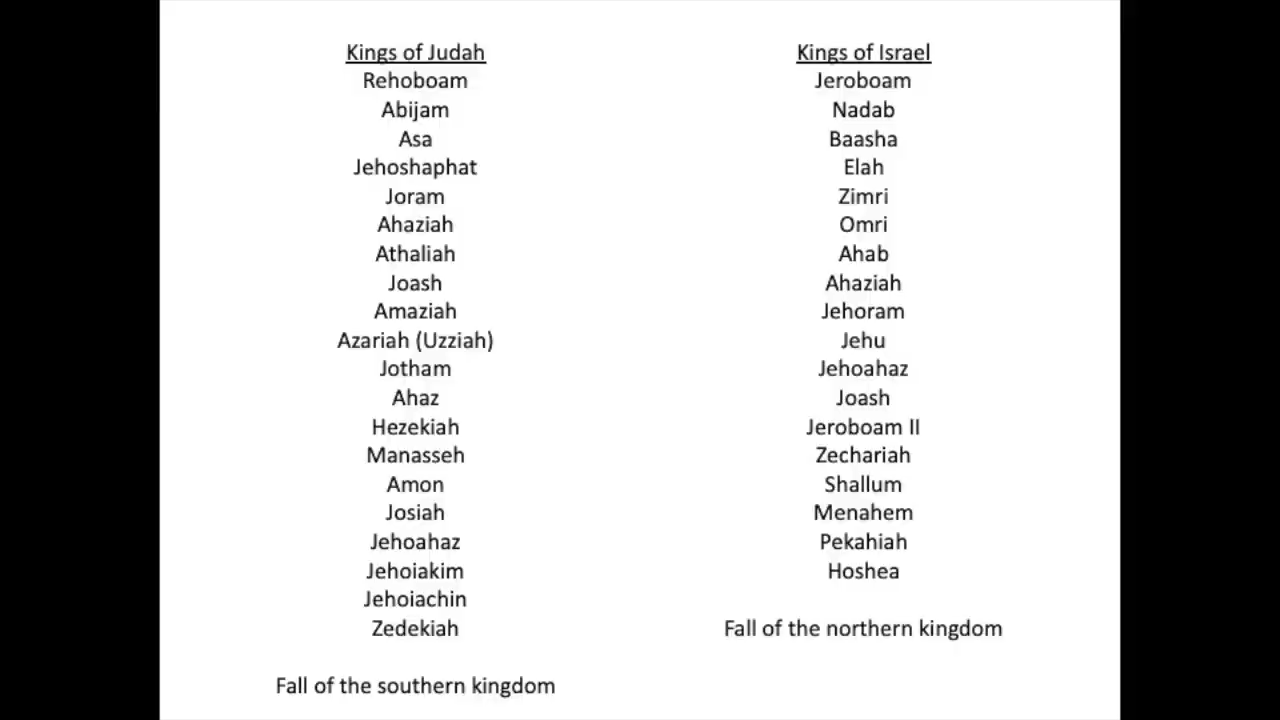 Kings of Judah
Rehoboam
Abijam
Asa
Jehoshaphat
Joram
Ahaziah
Athaliah
Joash
Amaziah
Azariah (Uzziah)
Jotham
Ahaz
Hezekiah
Manasseh
Amon
Josiah
Jehoahaz
Jehoiakim
Jehoiachin
Zedekiah
Fall of the southern kingdom
Kings of Israel
Jeroboam
Nadab
Baasha
Elah
Zimri
Omri
Ahab
Ahaziah
Jehoram
Jehu
Jehoahaz
Joash
Jeroboam II
Zechariah
Shallum
Menahem
Pekahiah
Hoshea
Fall of the northern kingdom